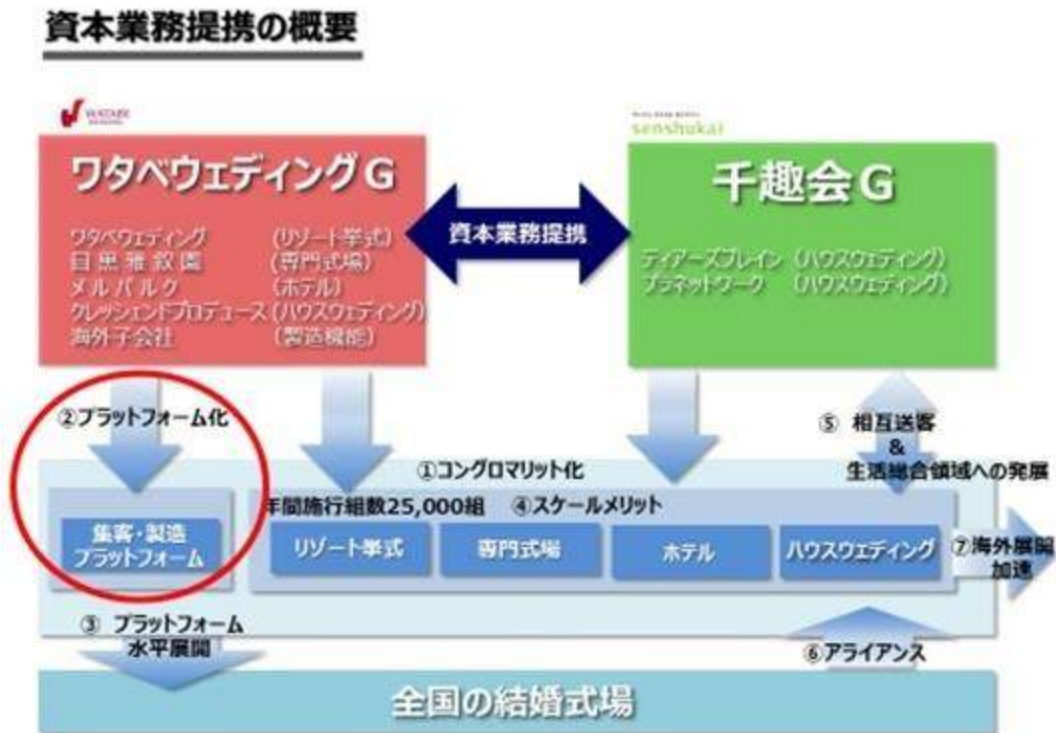 資本業務提携の概要
WATABE
senshukai
ワタベウェディングG
千趣会G
資本業務提携
ワタベウェディング (リゾート挙式)
目黒雅叙園 (専門式場)
メルパルク (ホテル)
クレッシェンドプロデュース(ハウスウェディング)
海外子会社 (製造機能)
ディアーズブレイン (ハウスウェディング)
プラネットワーク (ハウスウェディング)
②プラットフォーム化
⑤ 相互送客
&
生活総合領域への発展
①コングロマリット化
年間施行組数25,000組 ④スケールメリット
集客・製造
プラットフォーム
リゾート挙式
専門式場
ホテル
ハウスウェディング
⑦海外展開
加速
③ プラットフォーム
水平展開
⑥アライアンス
全国の結婚式場